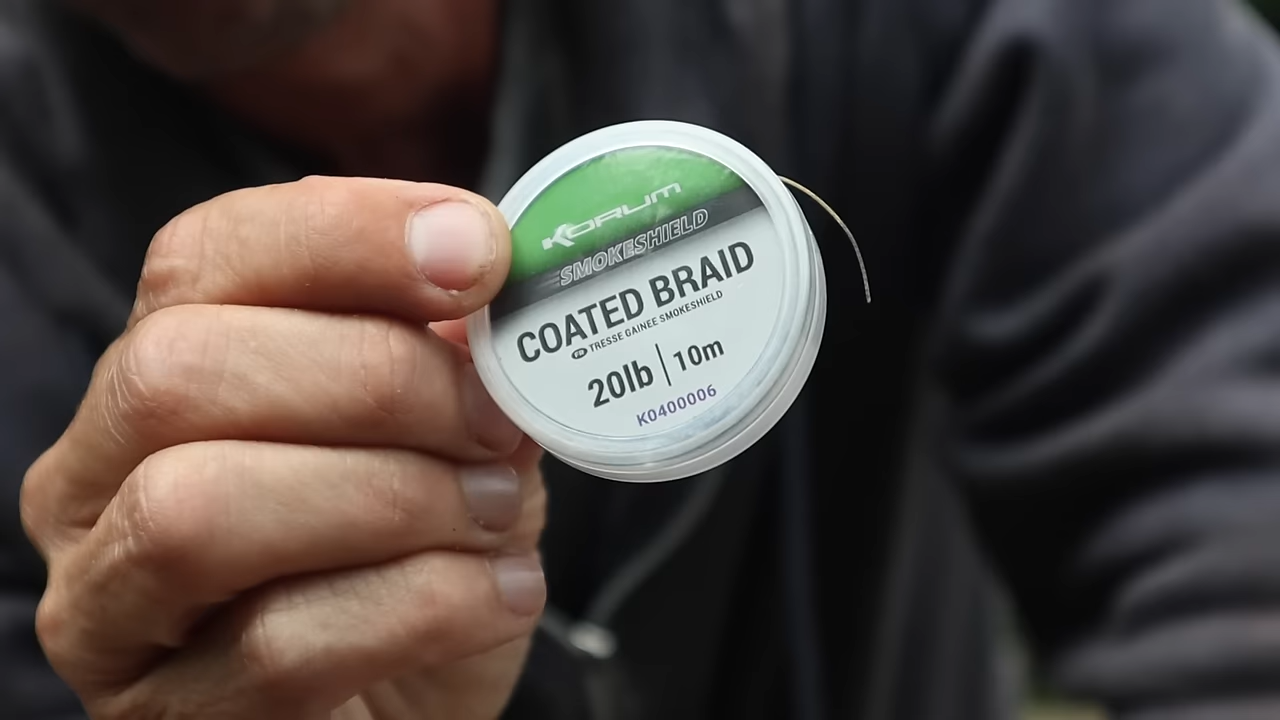 KORUM
SMOKESHIELD
COATED BRAID
FR TRESSE GAINEE SMOKESHIELD
20lb | 10m
K0400006